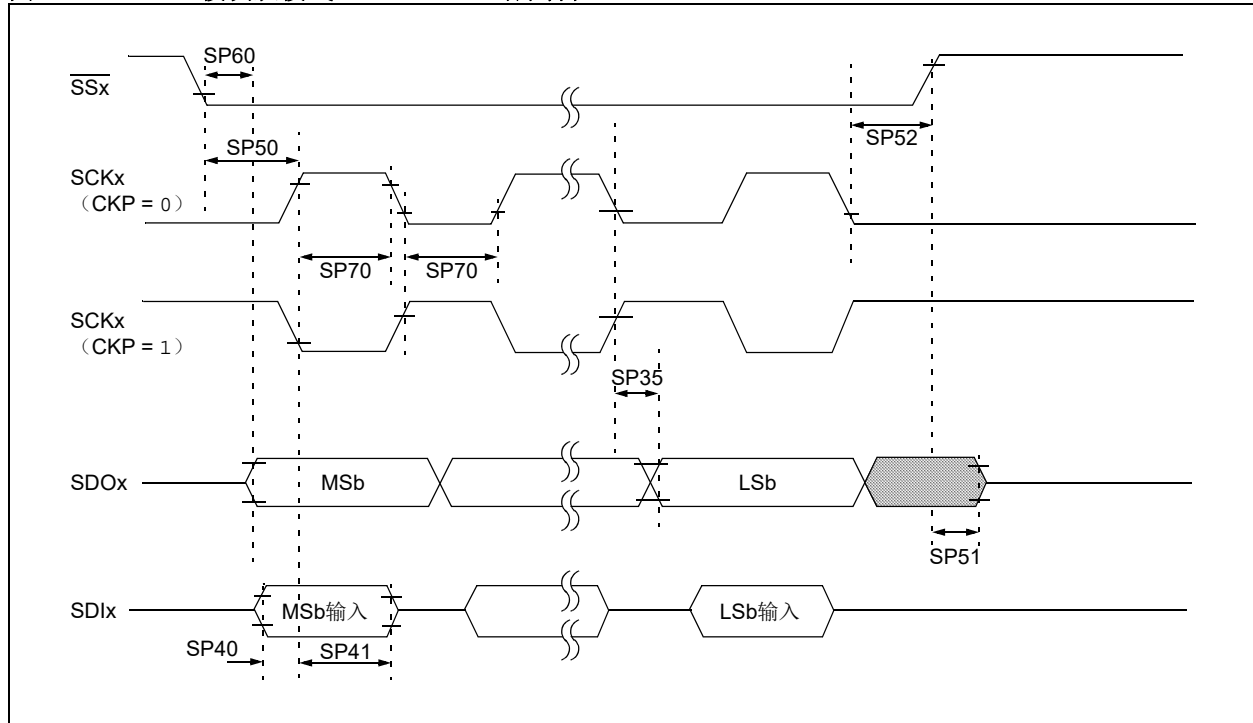 SP60
SSx
SP52
SP50
SCKx
（CKP = 0）
SP70
SP70
SCKx
（CKP = 1）
SP35
SDOx
MSb
LSb
SP51
SDIx
MSb输入
LSb输入
SP40
SP41